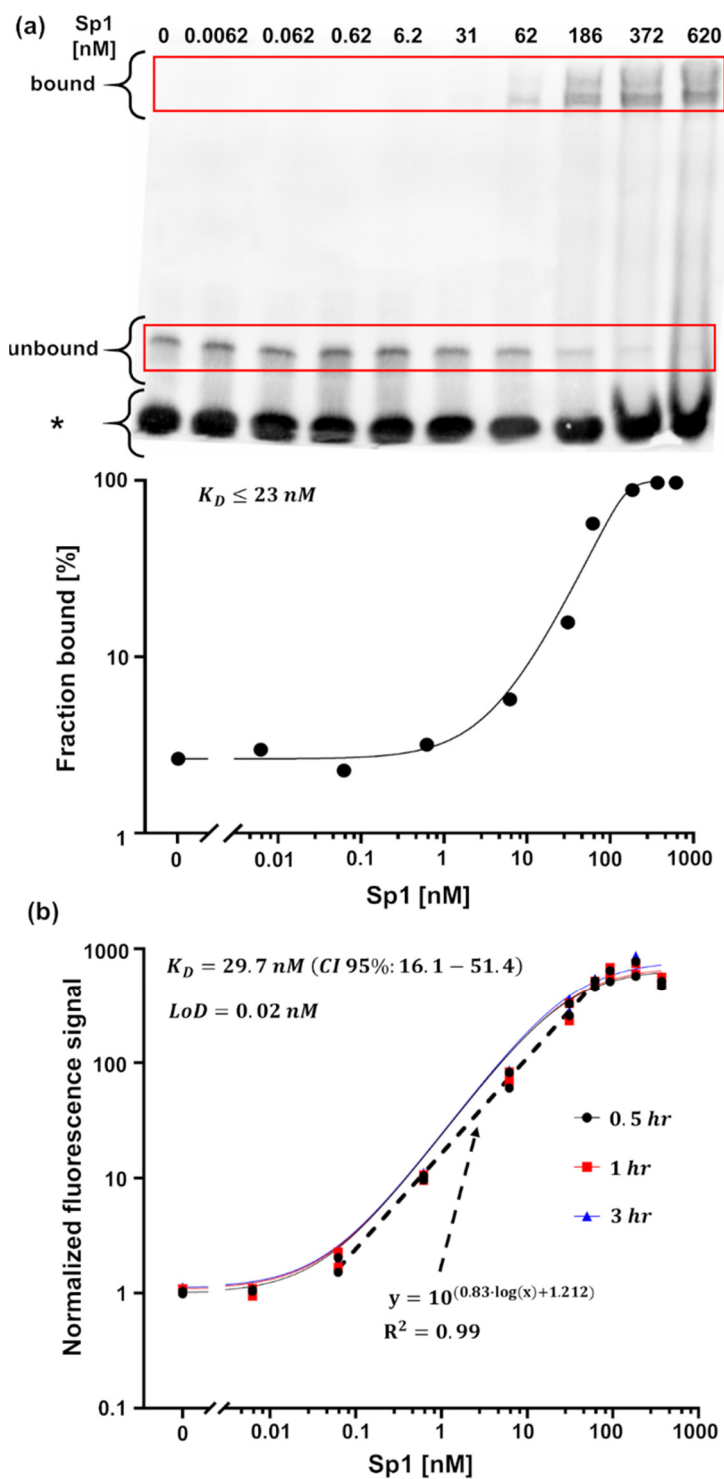 (a)
Sp1
[nM] 0 0.0062 0.062 0.62 6.2 31 62 186 372 620
bound
unbound
*
K_D ≤ 23 nM
Fraction bound [%]
100
10
1
0 0.01 0.1 1 10 100 1000
Sp1 [nM]
(b)
K_D = 29.7 nM (CI 95%: 16.1 − 51.4)
LoD = 0.02 nM
Normalized fluorescence signal
1000
100
10
1
0.1
0.5 hr
1 hr
3 hr
y = 10^(0.83·log(x)+1.212)
R² = 0.99
0 0.01 0.1 1 10 100 1000
Sp1 [nM]